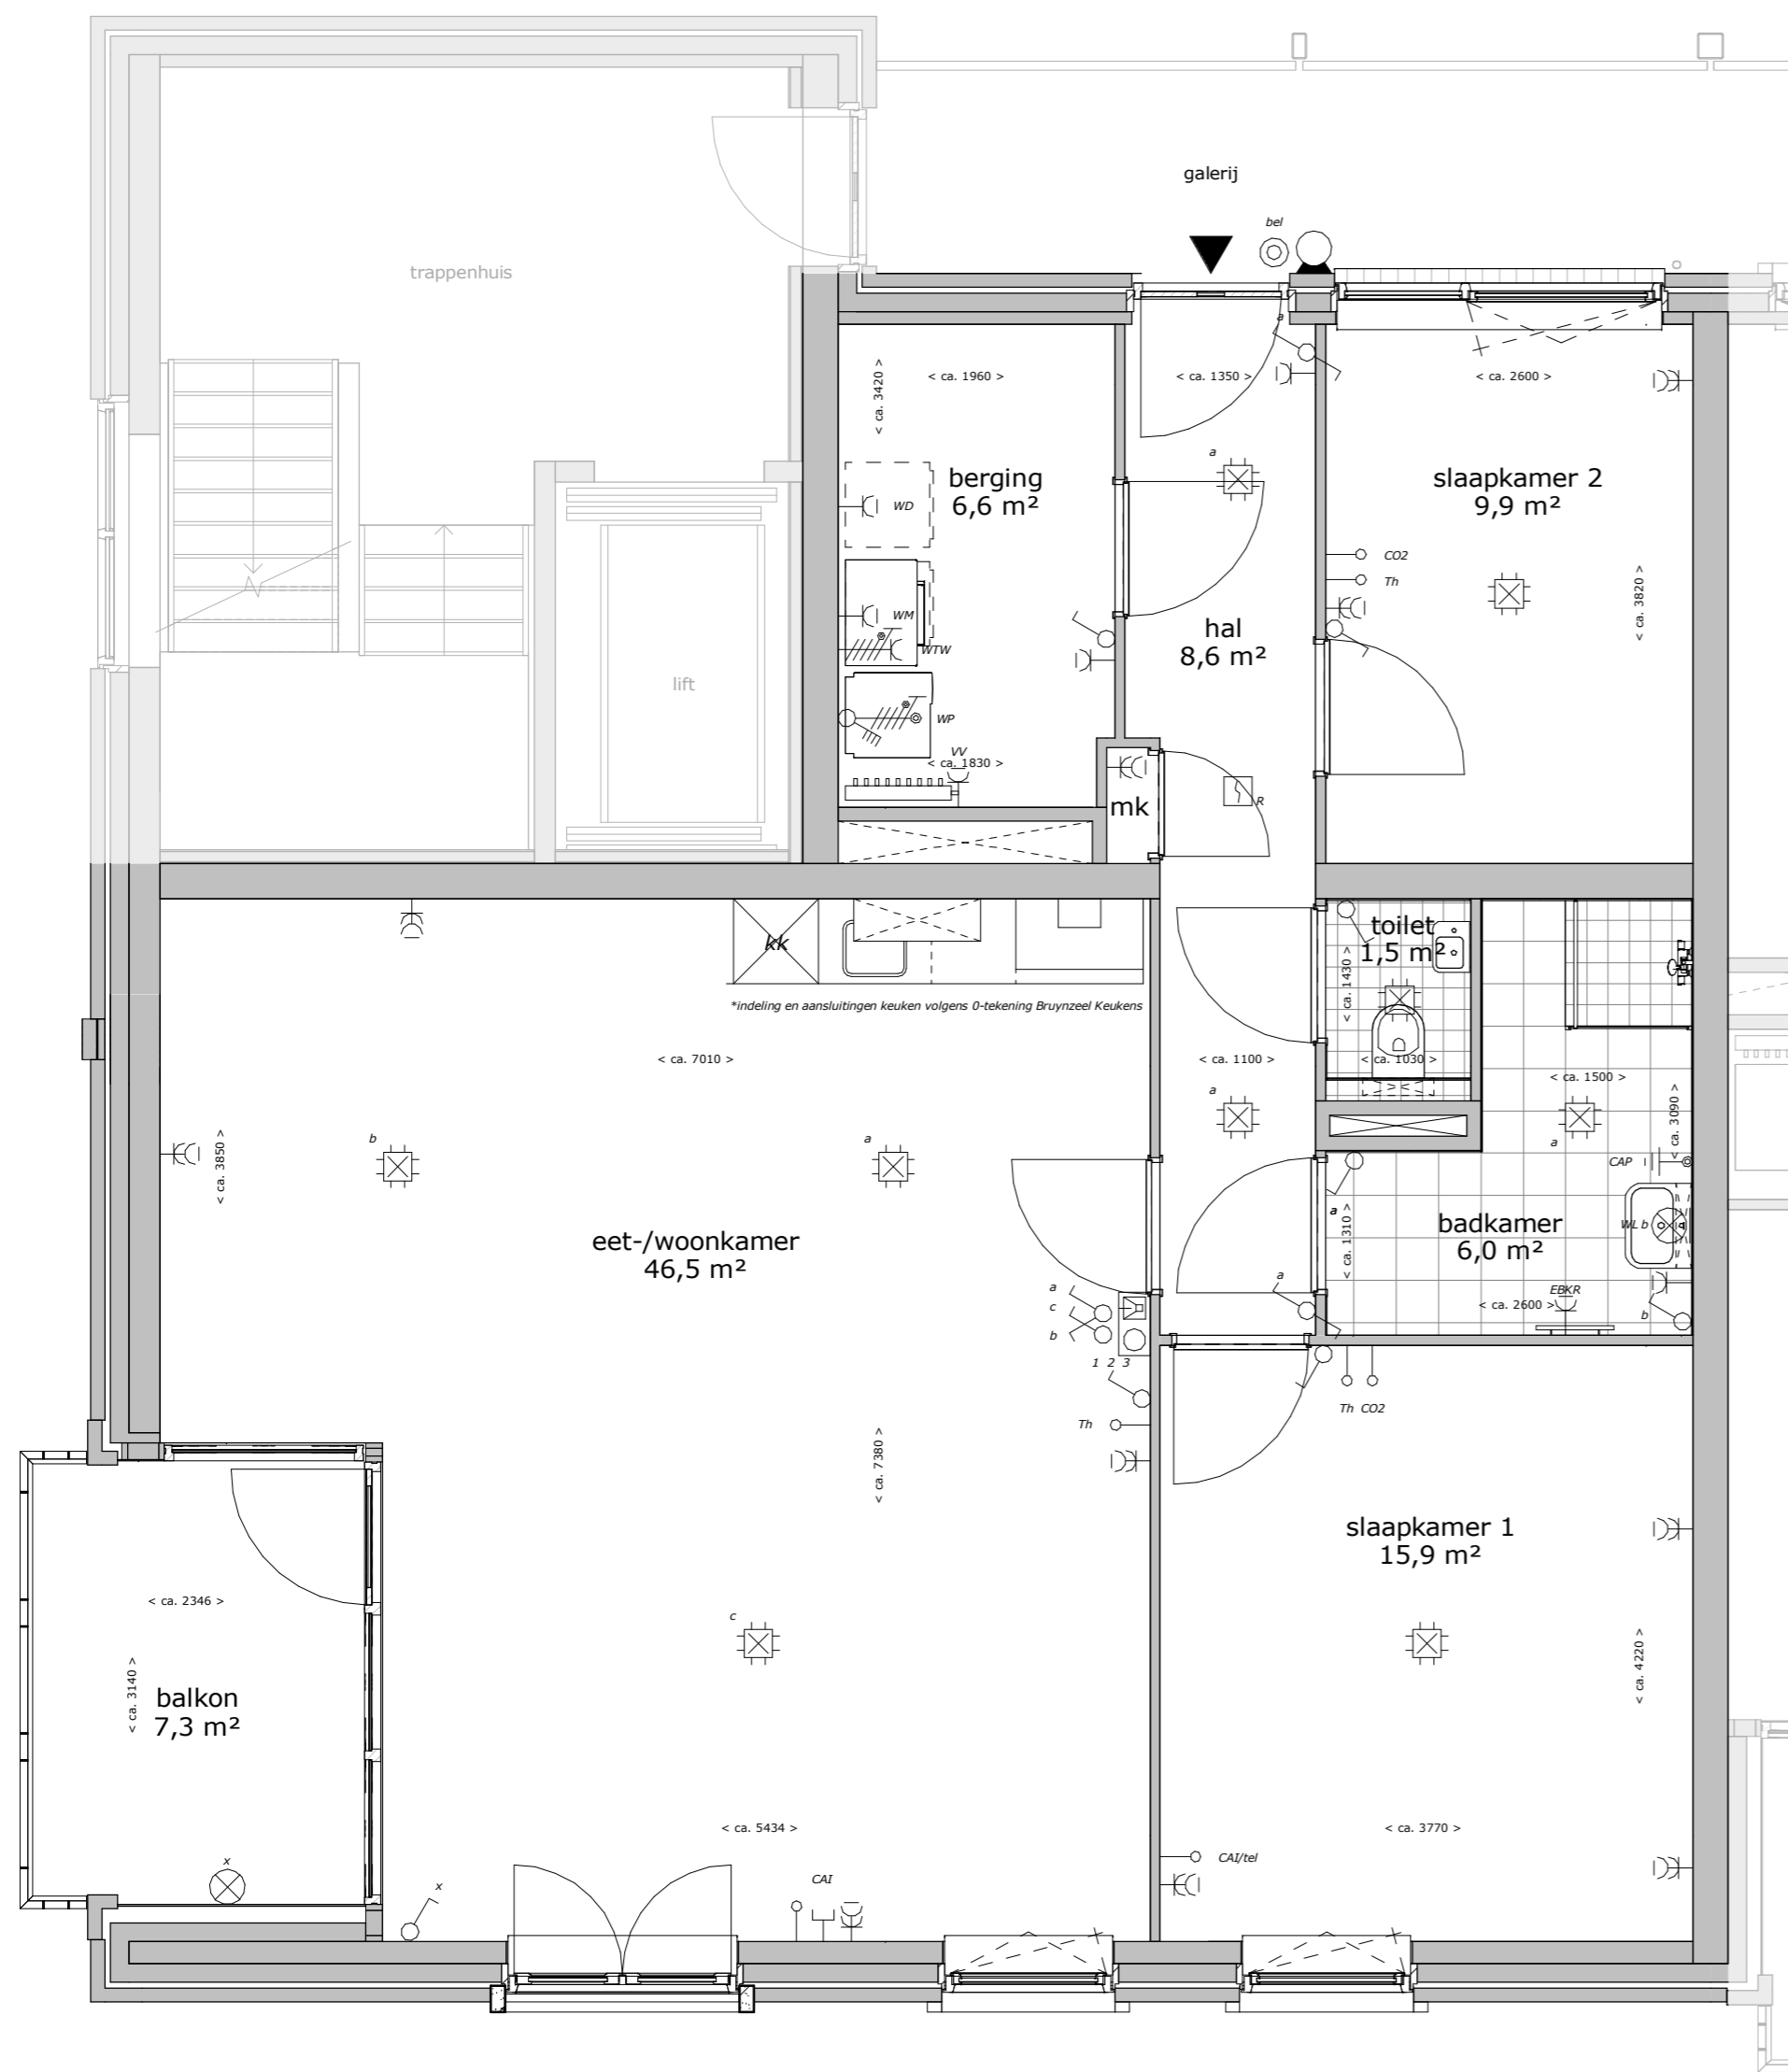 galerij
bel
trappenhuis
a
< ca. 3420 >
< ca. 1960 >
< ca. 1350 >
< ca. 2600 >
a
berging
6,6 m²
slaapkamer 2
9,9 m²
WD
CO2
Th
< ca. 3820 >
WM
WTW
hal
8,6 m²
lift
WP
VV
< ca. 1830 >
mk
R
kk
toilet
1,5 m²
< ca. 1430 >
*indeling en aansluitingen keuken volgens 0-tekening Bruynzeel Keukens
< ca. 7010 >
< ca. 1100 >
< ca. 1030 >
< ca. 1500 >
a
< ca. 3090 >
b
a
a
< ca. 3850 >
CAP
eet-/woonkamer
46,5 m²
a
< ca. 1310 >
badkamer
6,0 m²
WL b
a
a
EBKR
< ca. 2600 >
b
c
b
1 2 3
Th
Th CO2
< ca. 7380 >
slaapkamer 1
15,9 m²
< ca. 2346 >
c
< ca. 3140 >
balkon
7,3 m²
< ca. 4220 >
< ca. 5434 >
< ca. 3770 >
x
x
CAI
CAI/tel